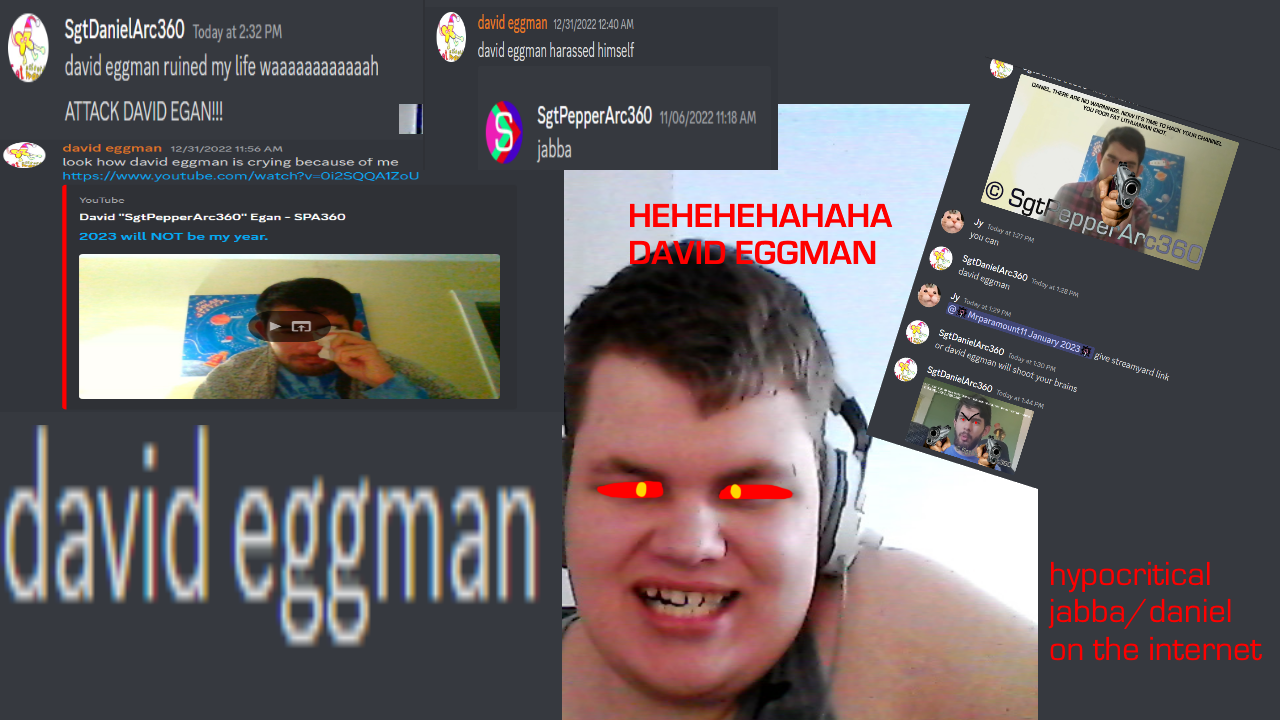 SgtDanielArc360 Today at 2:32 PM
david eggman ruined my life waaaaaaaaaaaah
ATTACK DAVID EGAN!!!
david eggman 12/31/2022 11:56 AM
look how david eggman is crying because of me
https://www.youtube.com/watch?v=0i2SQQA1ZoU
YouTube
David "SgtPepperArc360" Egan - SPA360
2023 will NOT be my year.
david eggman
david eggman 12/31/2022 12:40 AM
david eggman harassed himself
SgtPepperArc360 11/06/2022 11:18 AM
jabba
HEHEHEHAHAHA
DAVID EGGMAN
DANIEL, THERE ARE NO WARNINGS. NOW IT'S TIME TO HACK YOUR CHANNEL
YOU POOR FAT LITHUANIAN IDIOT.
© SgtPepperArc360
Jy Today at 1:27 PM
you can
SgtDanielArc360 Today at 1:28 PM
david eggman
Jy Today at 1:29 PM
@ Mrparamount11 January 2023 give streamyard link
SgtDanielArc360 Today at 1:30 PM
or david eggman will shoot your brains
SgtDanielArc360 Today at 1:44 PM
hypocritical
jabba/daniel
on the internet